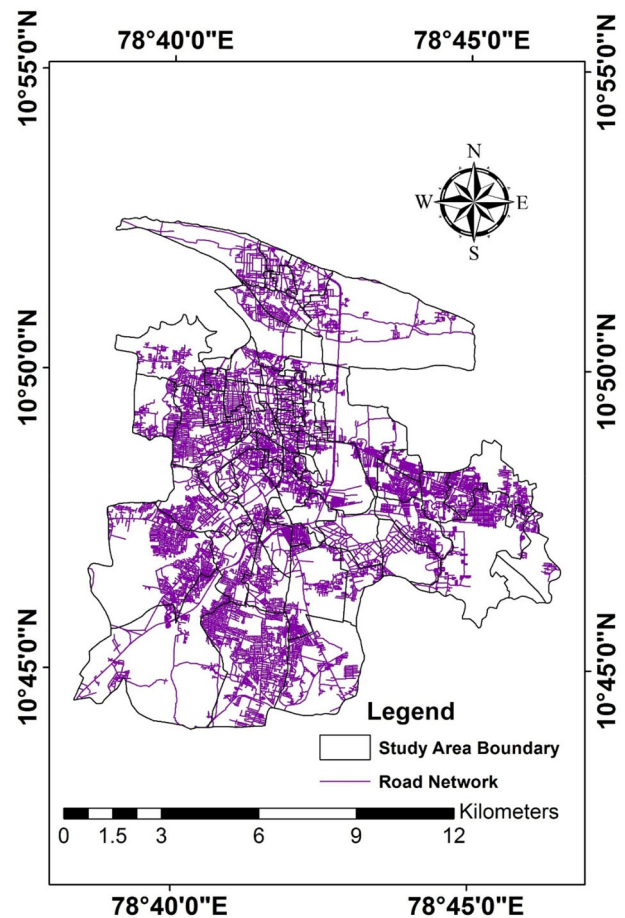 78°40'0"E 78°45'0"E
10°55'0"N 10°55'0"N
N
W E
S
10°50'0"N 10°50'0"N
10°45'0"N 10°45'0"N
Legend
Study Area Boundary
Road Network
Kilometers
0 1.5 3 6 9 12
78°40'0"E 78°45'0"E